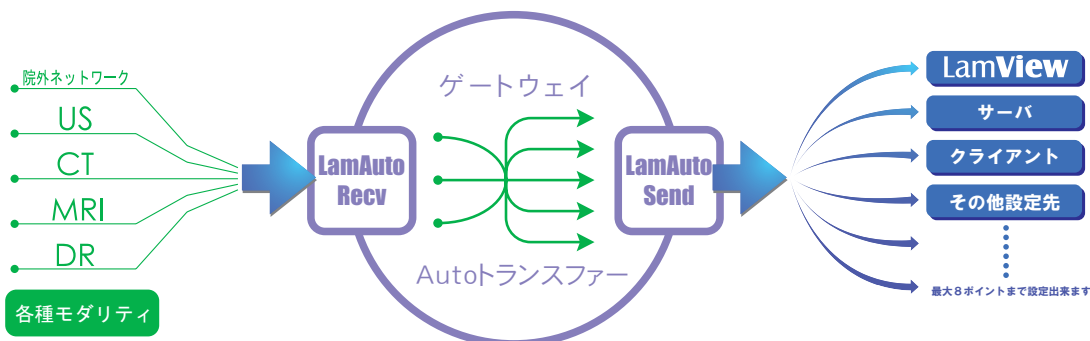 院外ネットワーク
US
CT
MRI
DR
各種モダリティ
LamAuto
Recv
ゲートウェイ
Autoトランスファー
LamAuto
Send
LamView
サーバ
クライアント
その他設定先
最大8ポイントまで設定出来ます